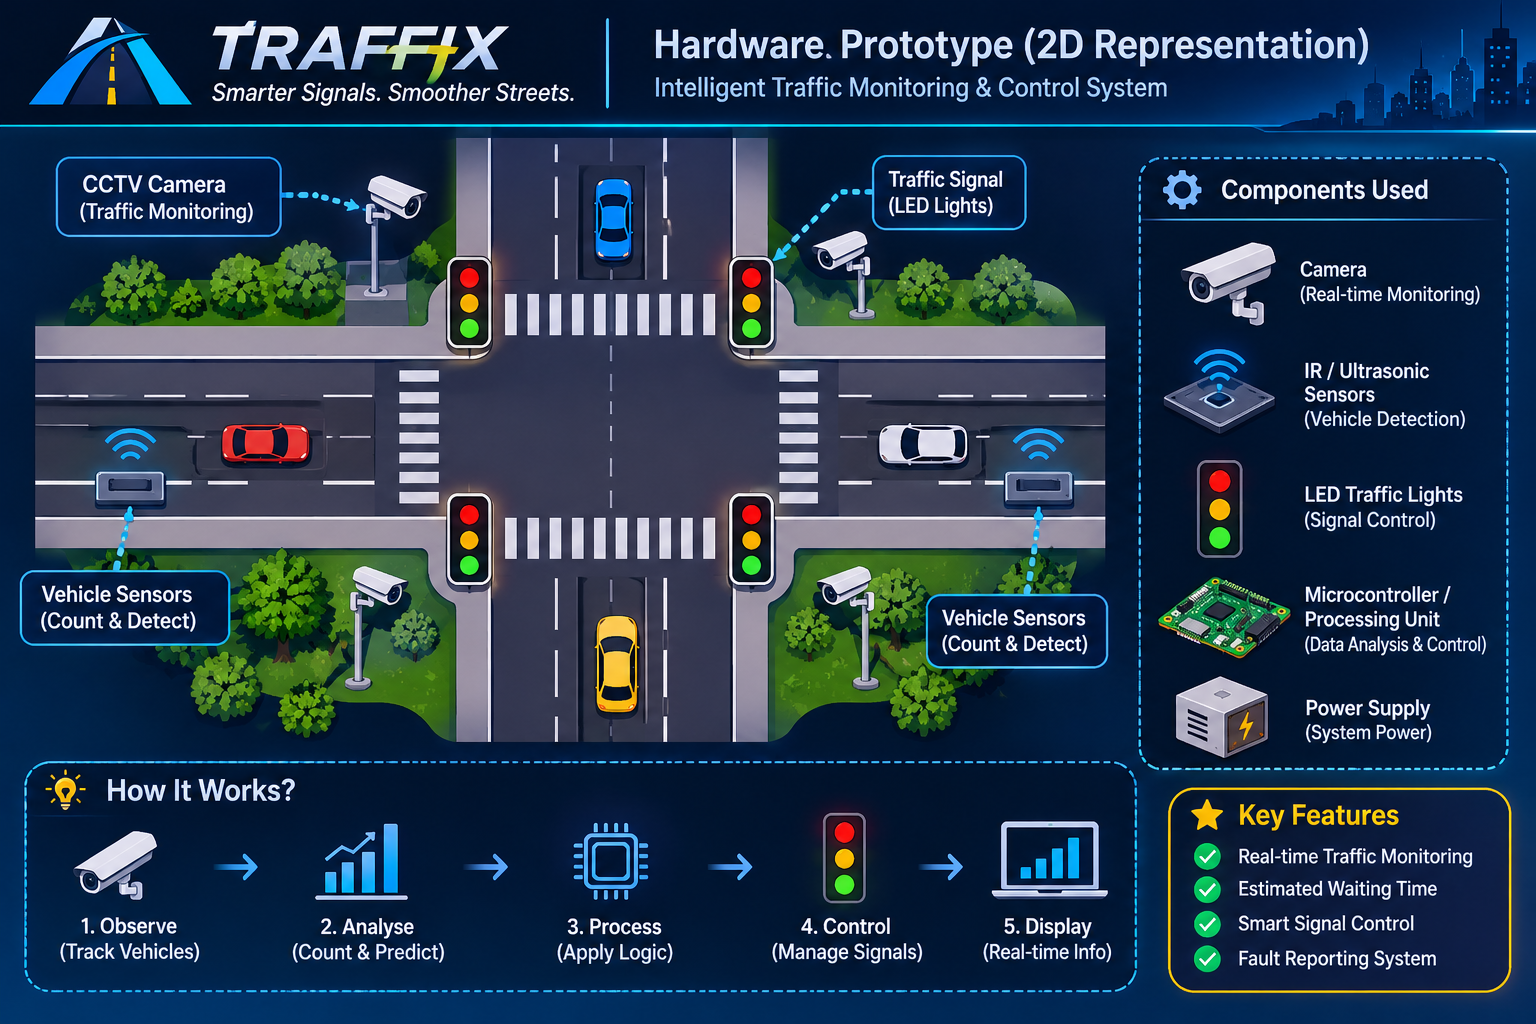 TRAFFIX
Smarter Signals. Smoother Streets.
Hardware. Prototype (2D Representation)
Intelligent Traffic Monitoring & Control System
CCTV Camera
(Traffic Monitoring)
Traffic Signal
(LED Lights)
Vehicle Sensors
(Count & Detect)
Vehicle Sensors
(Count & Detect)
Components Used
Camera
(Real-time Monitoring)
IR / Ultrasonic
Sensors
(Vehicle Detection)
LED Traffic Lights
(Signal Control)
Microcontroller /
Processing Unit
(Data Analysis & Control)
Power Supply
(System Power)
How It Works?
1. Observe
(Track Vehicles)
2. Analyse
(Count & Predict)
3. Process
(Apply Logic)
4. Control
(Manage Signals)
5. Display
(Real-time Info)
Key Features
Real-time Traffic Monitoring
Estimated Waiting Time
Smart Signal Control
Fault Reporting System